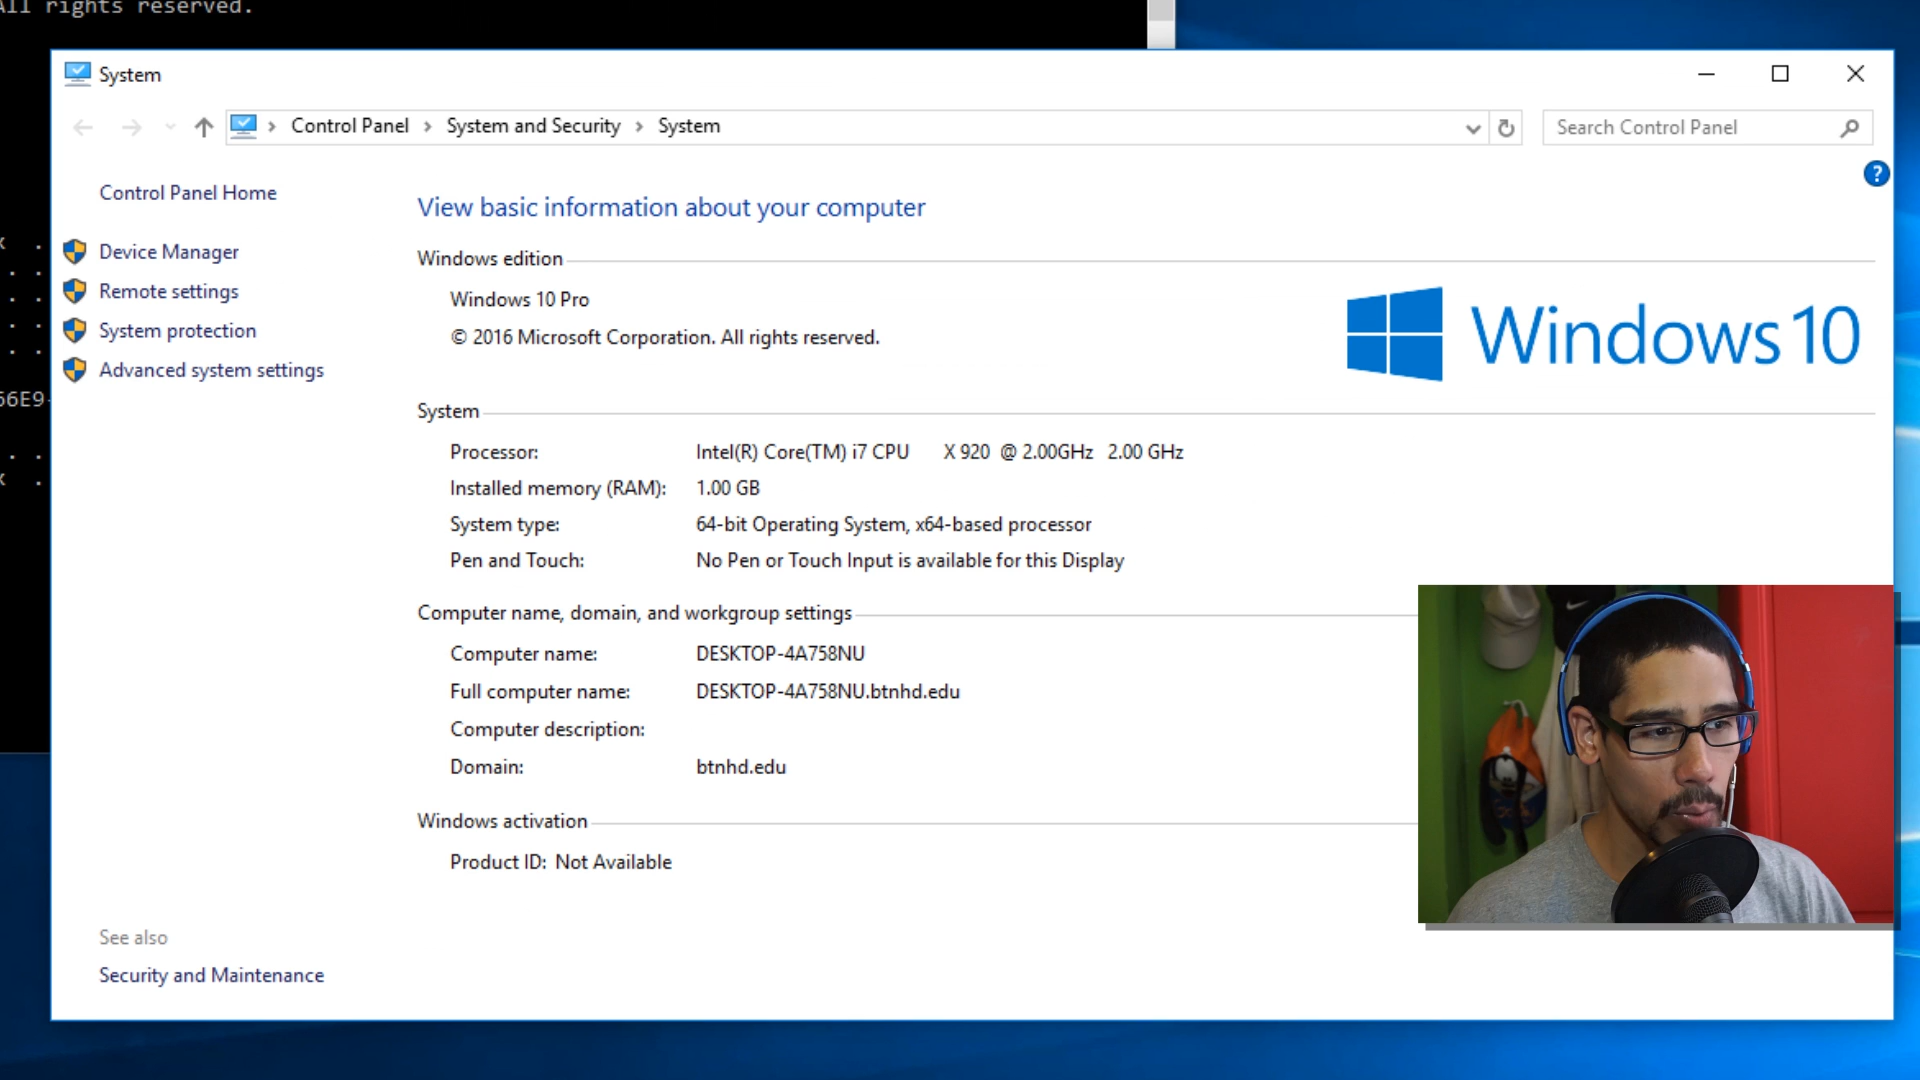 All rights reserved.
System
Control Panel > System and Security > System
Search Control Panel
?
Control Panel Home
Device Manager
Remote settings
System protection
Advanced system settings
View basic information about your computer
Windows edition
Windows 10 Pro
© 2016 Microsoft Corporation. All rights reserved.
Windows 10
System
Processor: Intel(R) Core(TM) i7 CPU X 920 @ 2.00GHz 2.00 GHz
Installed memory (RAM): 1.00 GB
System type: 64-bit Operating System, x64-based processor
Pen and Touch: No Pen or Touch Input is available for this Display
Computer name, domain, and workgroup settings
Computer name: DESKTOP-4A758NU
Full computer name: DESKTOP-4A758NU.btnhd.edu
Computer description:
Domain: btnhd.edu
Windows activation
Product ID: Not Available
See also
Security and Maintenance